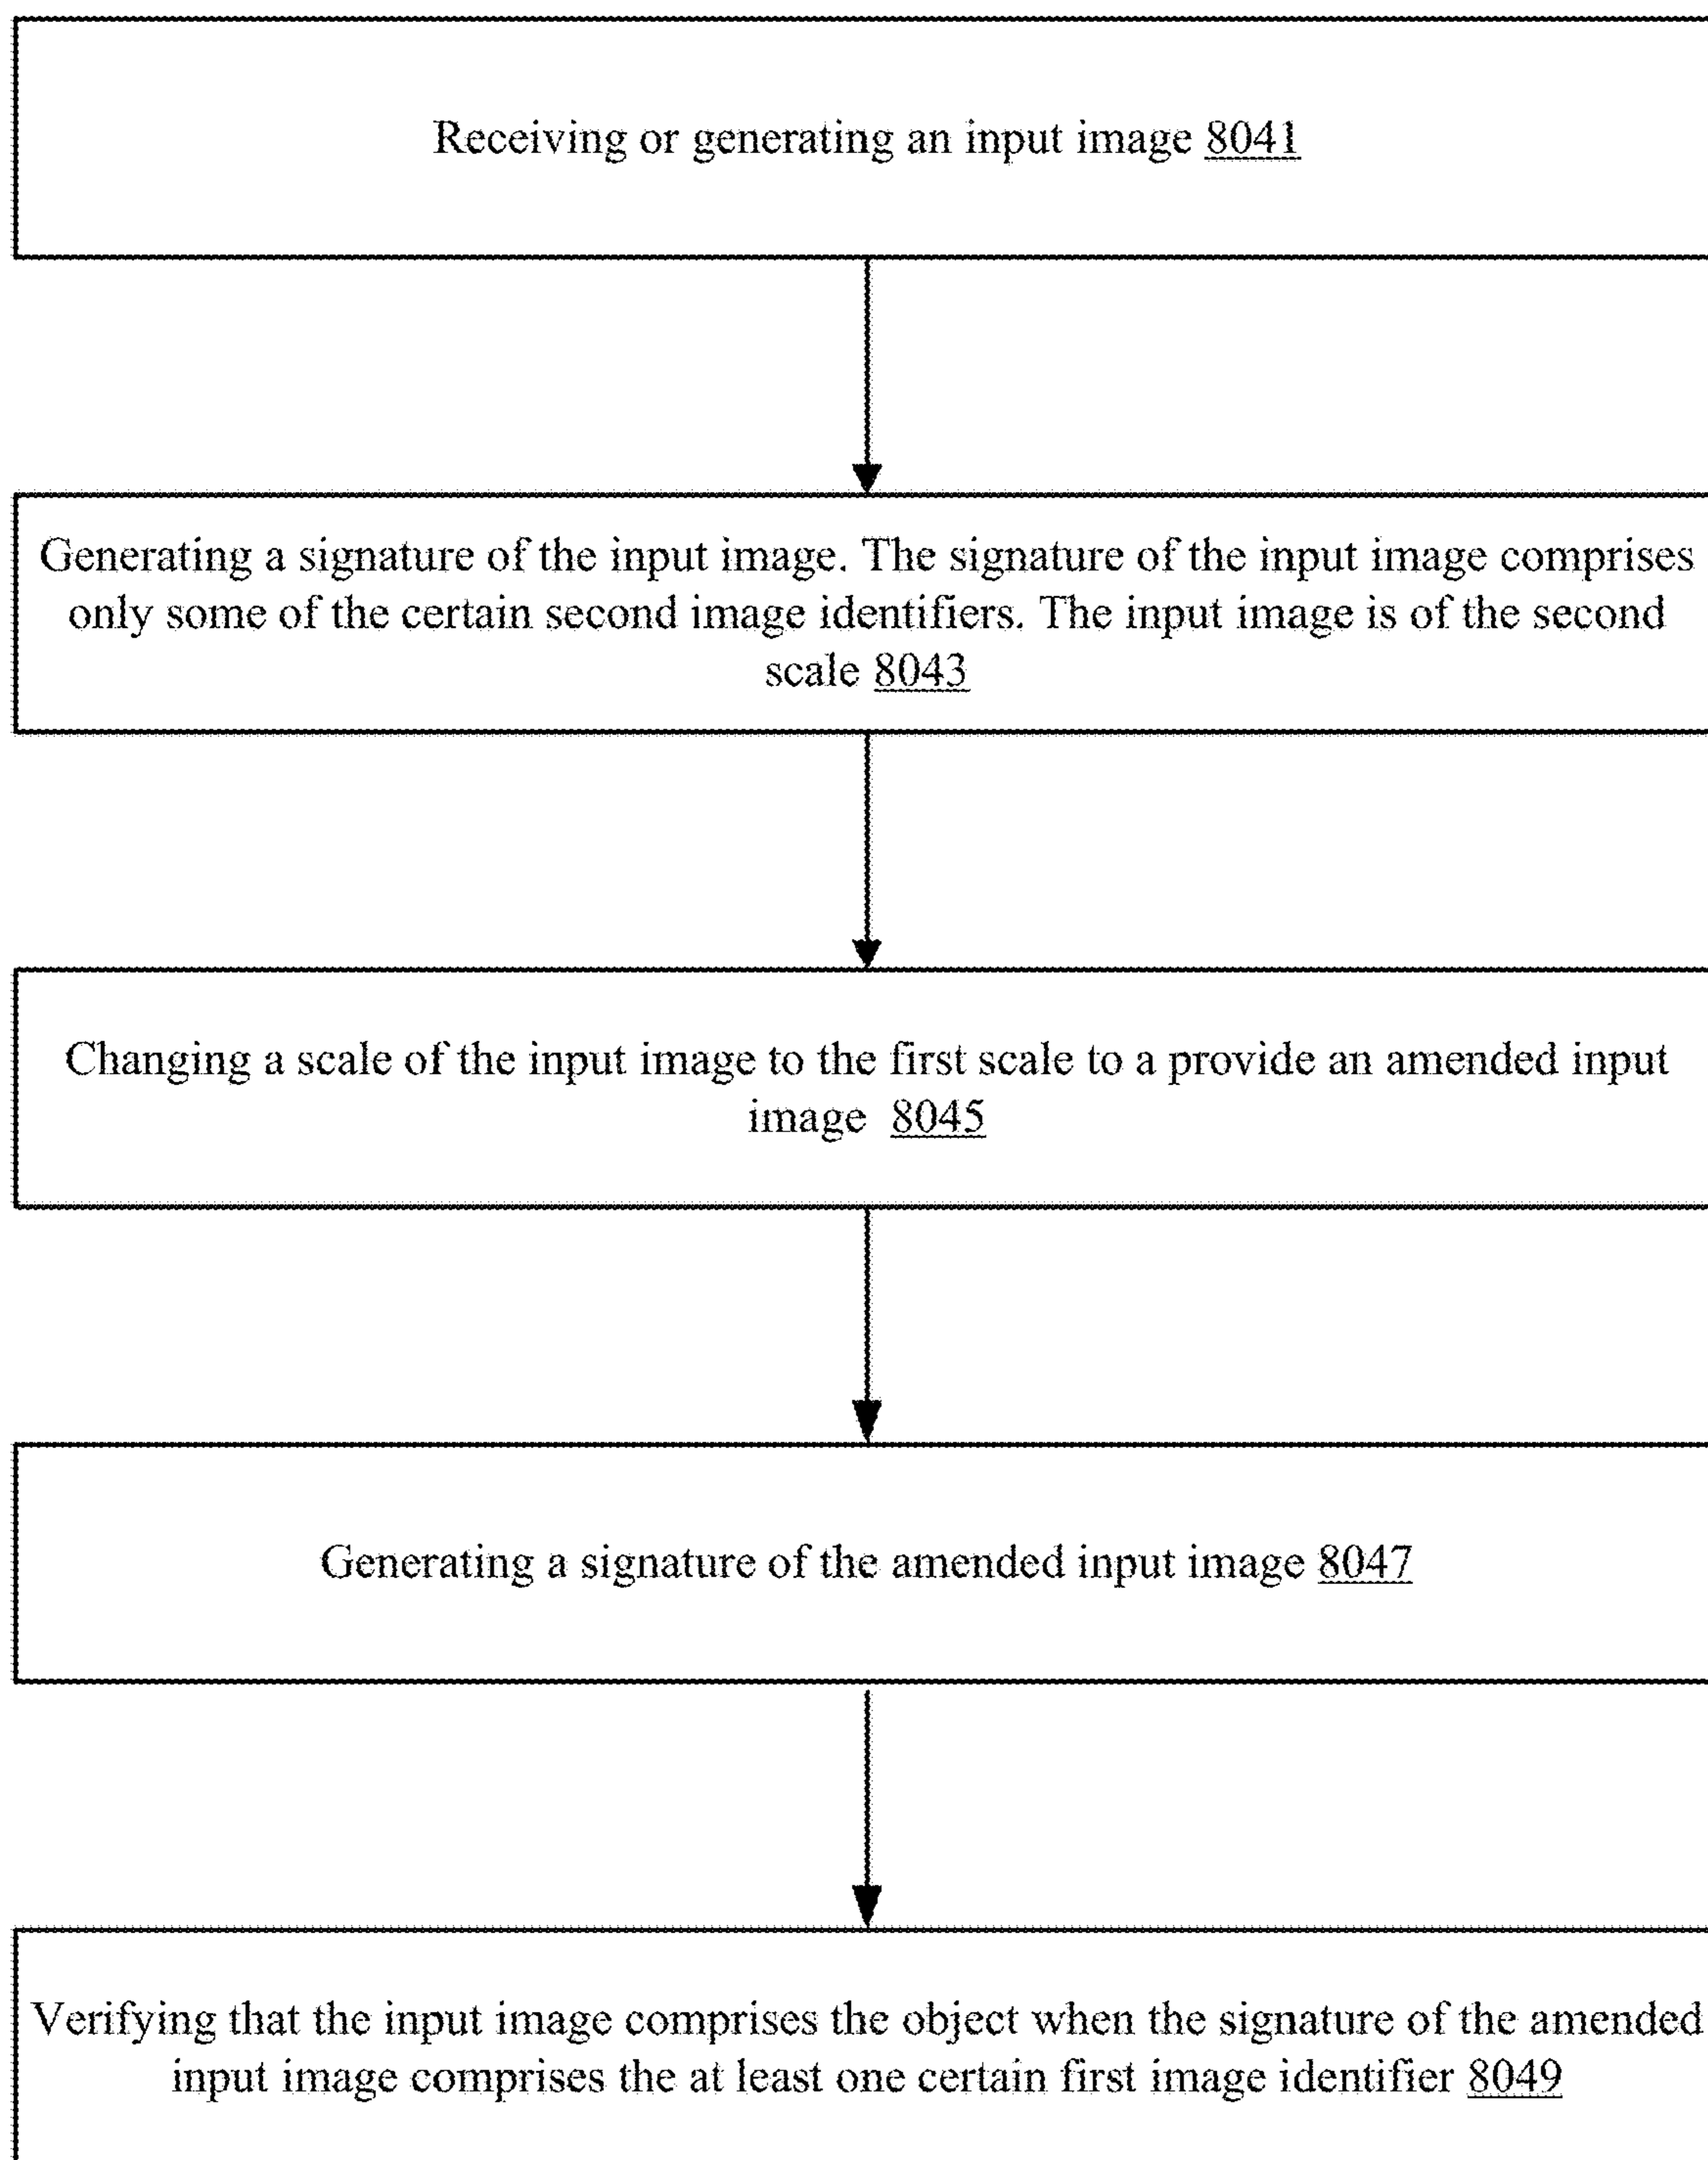 Receiving or generating an input image 8041
Generating a signature of the input image. The signature of the input image comprises
only some of the certain second image identifiers. The input image is of the second
scale 8043
Changing a scale of the input image to the first scale to a provide an amended input
image 8045
Generating a signature of the amended input image 8047
Verifying that the input image comprises the object when the signature of the amended
input image comprises the at least one certain first image identifier 8049